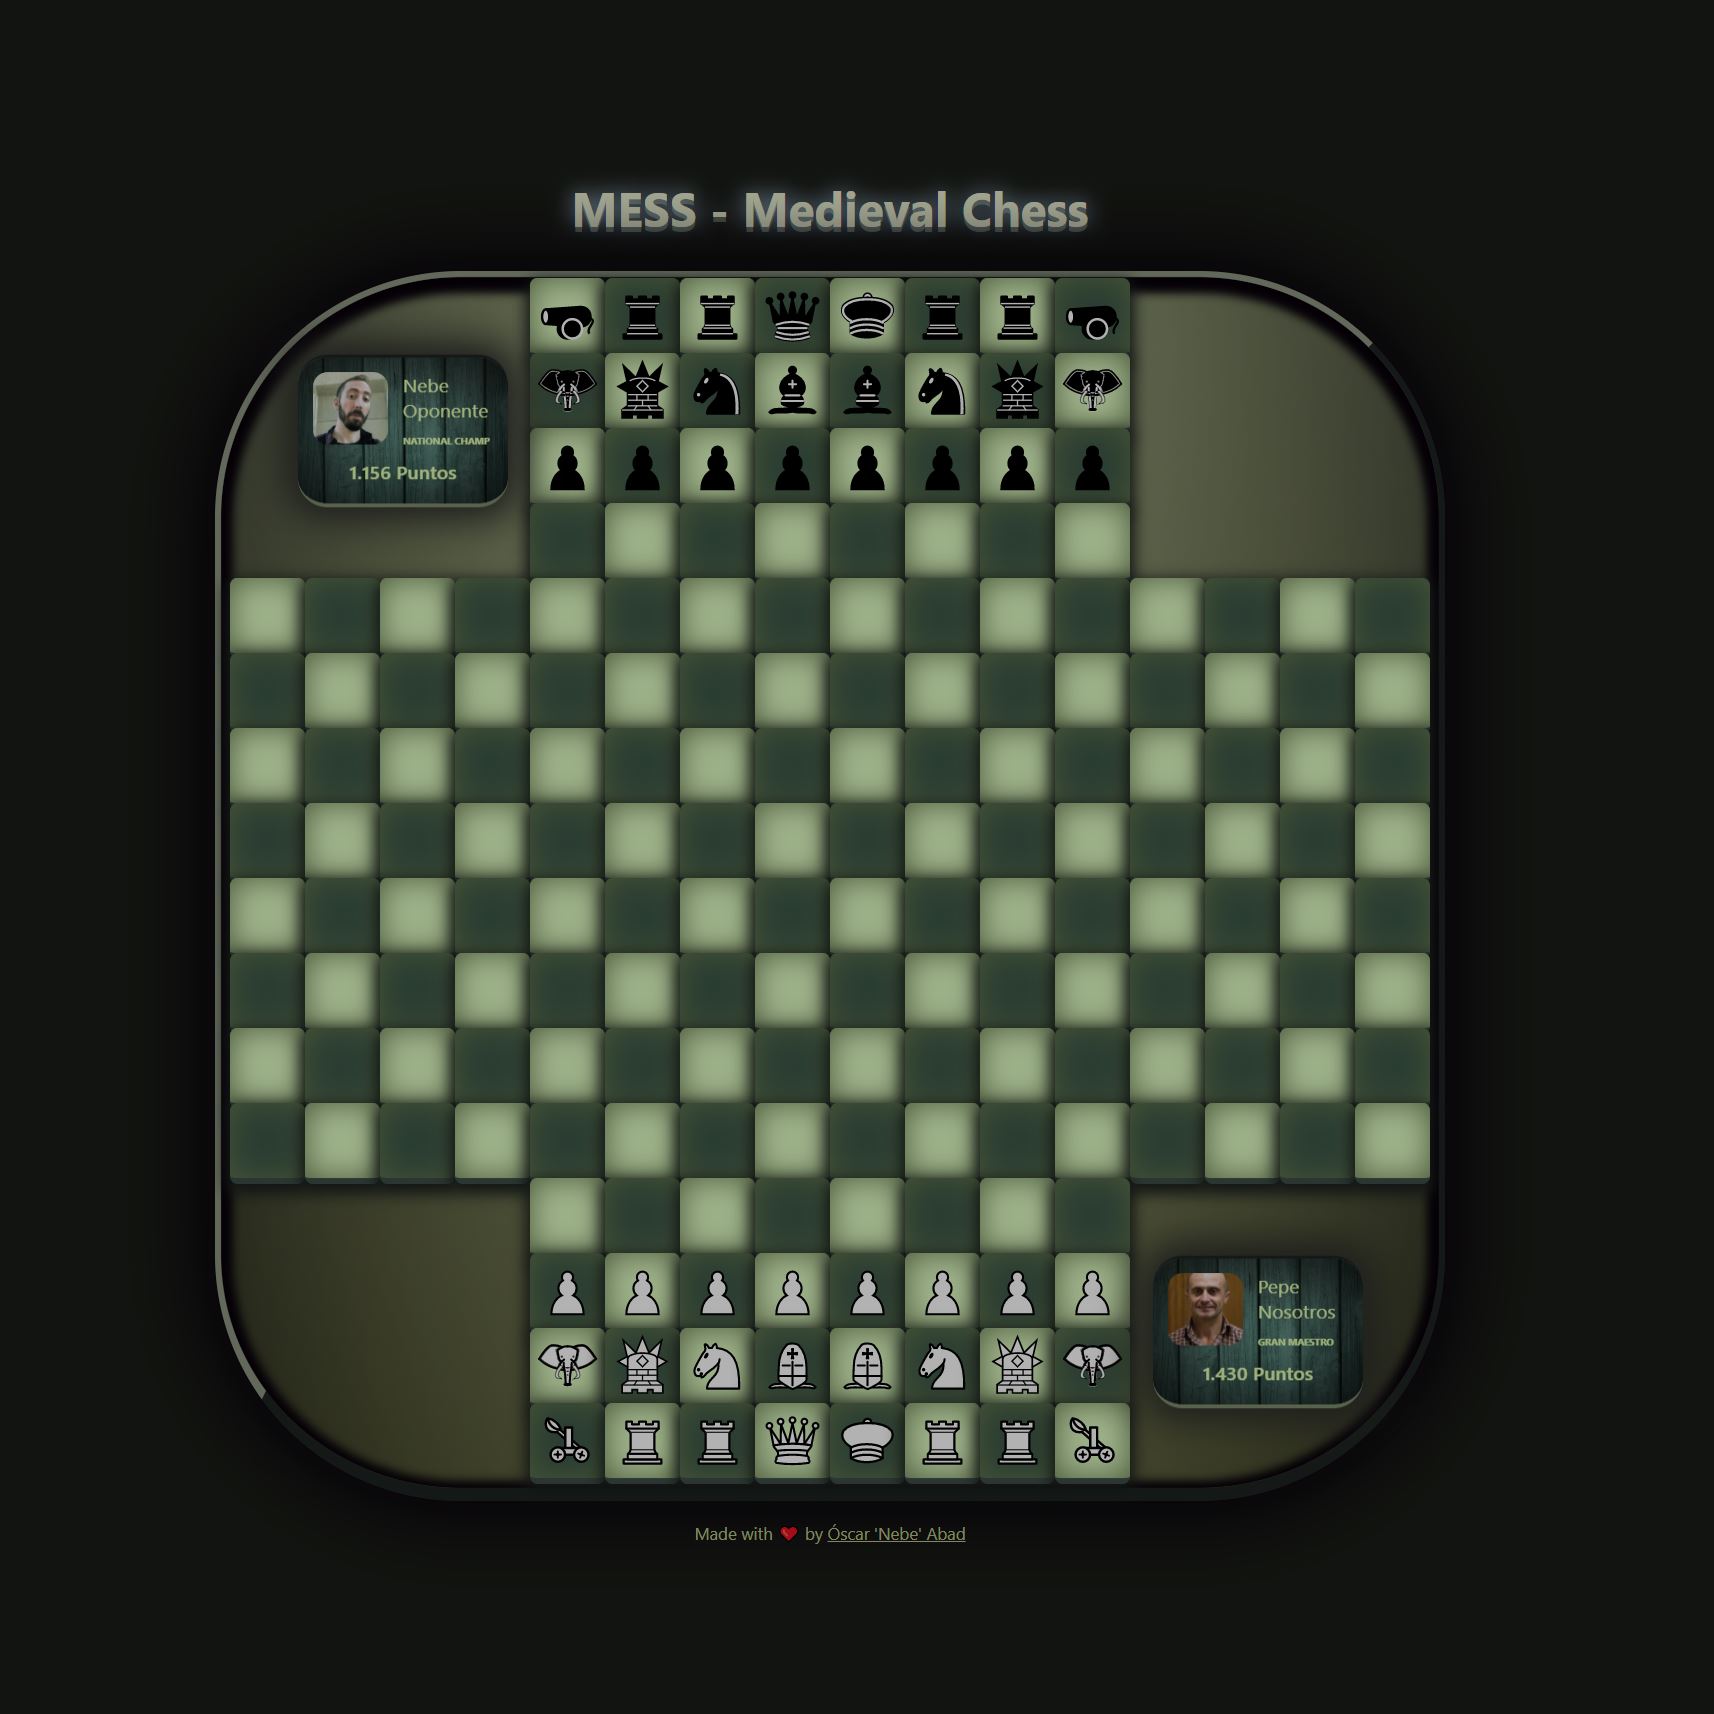 MESS - Medieval Chess
Nebe
Oponente
NATIONAL CHAMP
1.156 Puntos
Pepe
Nosotros
GRAN MAESTRO
1.430 Puntos
Made with ❤ by Óscar 'Nebe' Abad